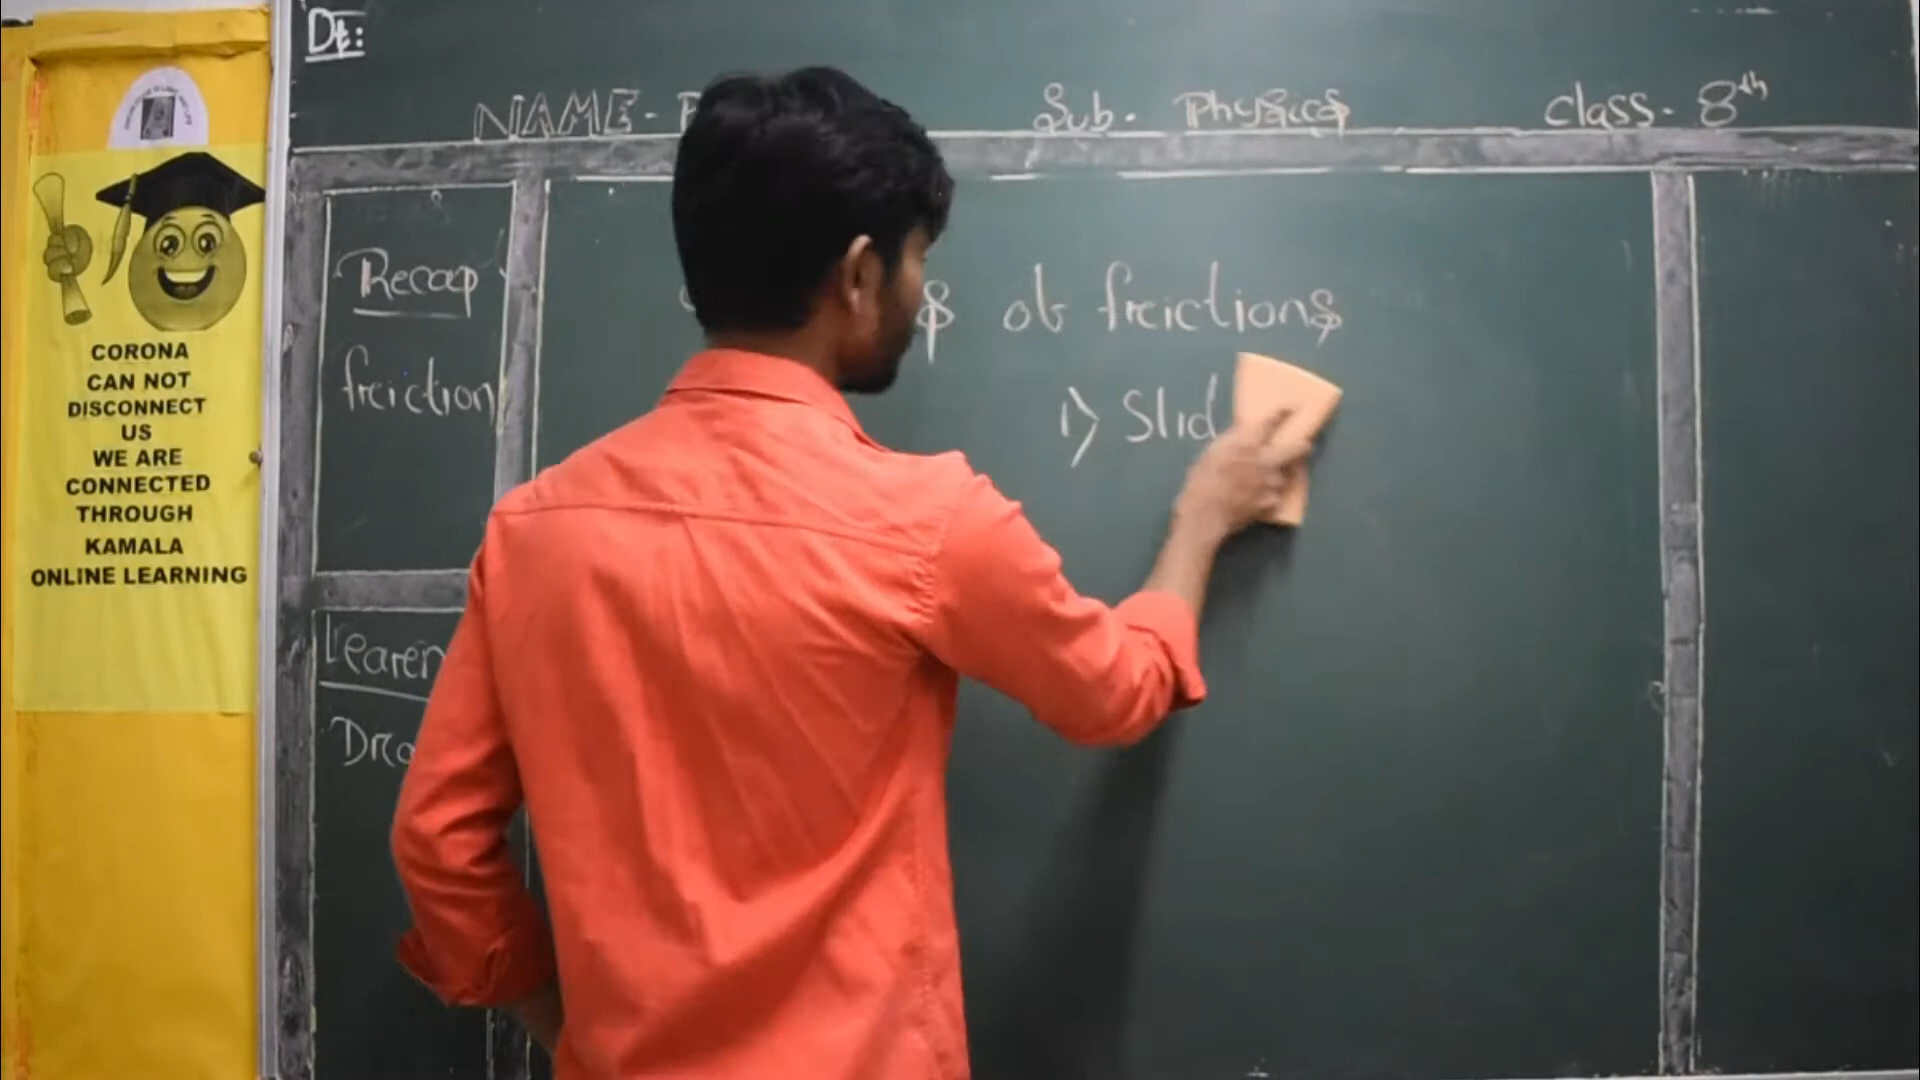 Dt:
NAME-
Sub. Physics
Class. 8th
Recap
friction
of frictions
1) Slid
CORONA
CAN NOT
DISCONNECT
US
WE ARE
CONNECTED
THROUGH
KAMALA
ONLINE LEARNING